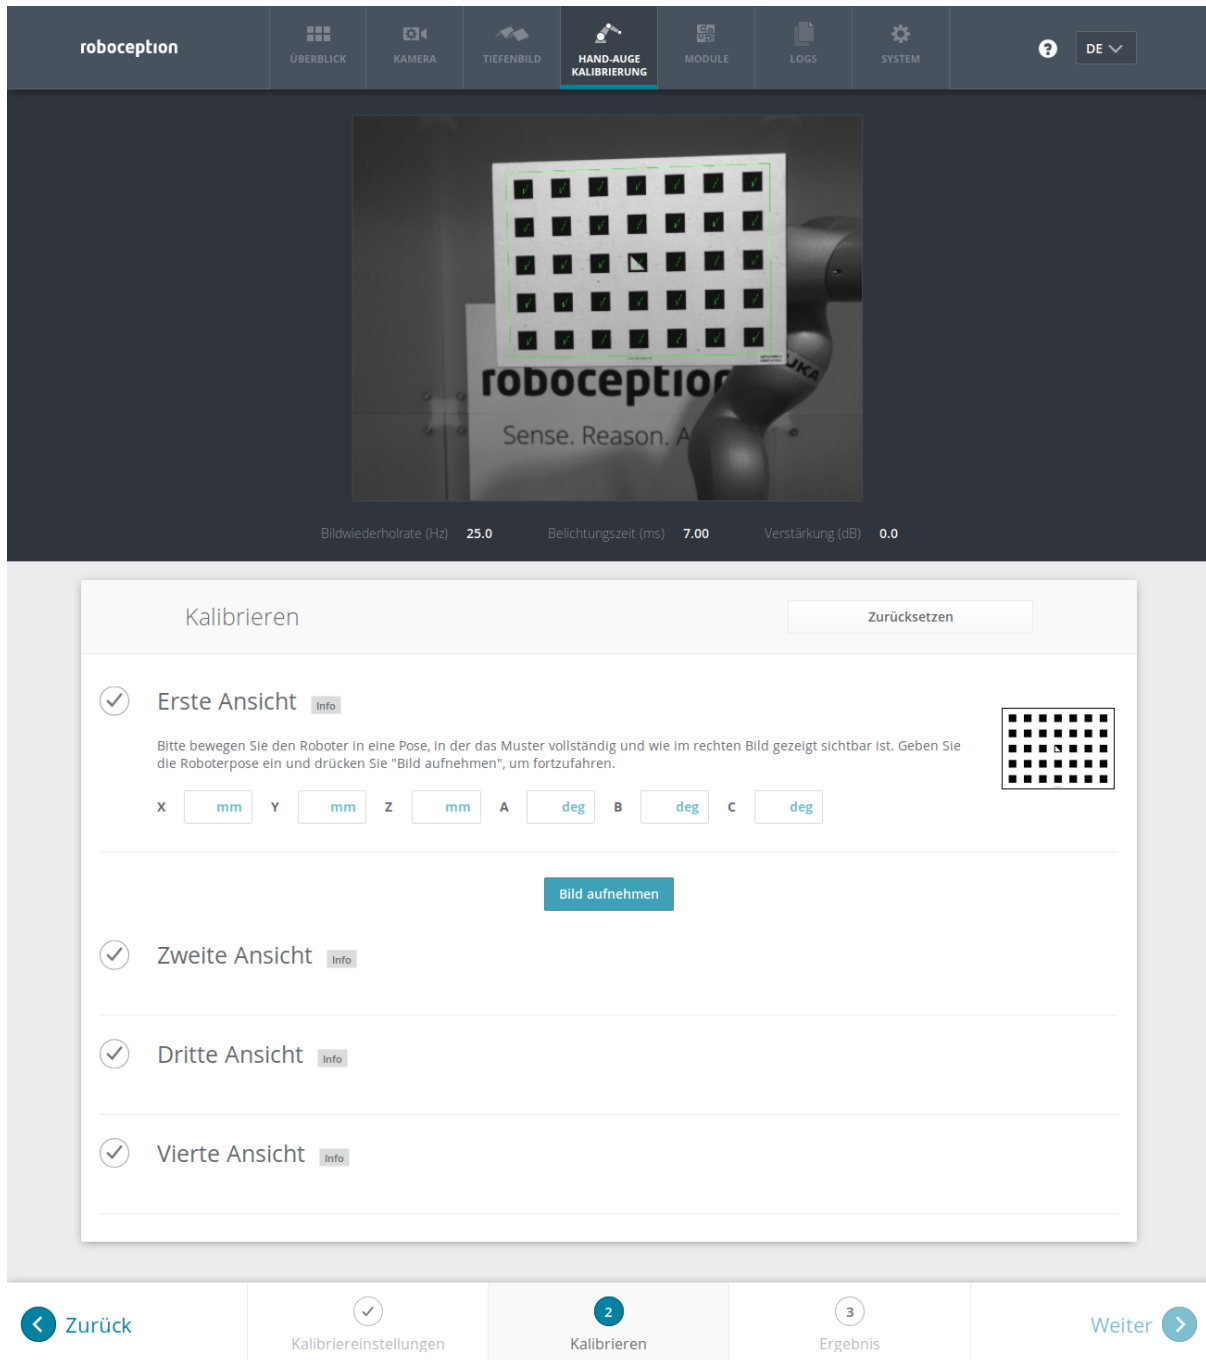 roboception
ÜBERBLICK
KAMERA
TIEFENBILD
HAND-AUGE
KALIBRIERUNG
MODULE
LOGS
SYSTEM
?
DE
KUKA
roboception
Sense. Reason. A
Bildwiederholrate (Hz) 25.0 Belichtungszeit (ms) 7.00 Verstärkung (dB) 0.0
Kalibrieren
Zurücksetzen
Erste Ansicht Info
Bitte bewegen Sie den Roboter in eine Pose, in der das Muster vollständig und wie im rechten Bild gezeigt sichtbar ist. Geben Sie
die Roboterpose ein und drücken Sie "Bild aufnehmen", um fortzufahren.
X mm Y mm Z mm A deg B deg C deg
Bild aufnehmen
Zweite Ansicht Info
Dritte Ansicht Info
Vierte Ansicht Info
Zurück
Kalibriereinstellungen
2
Kalibrieren
3
Ergebnis
Weiter